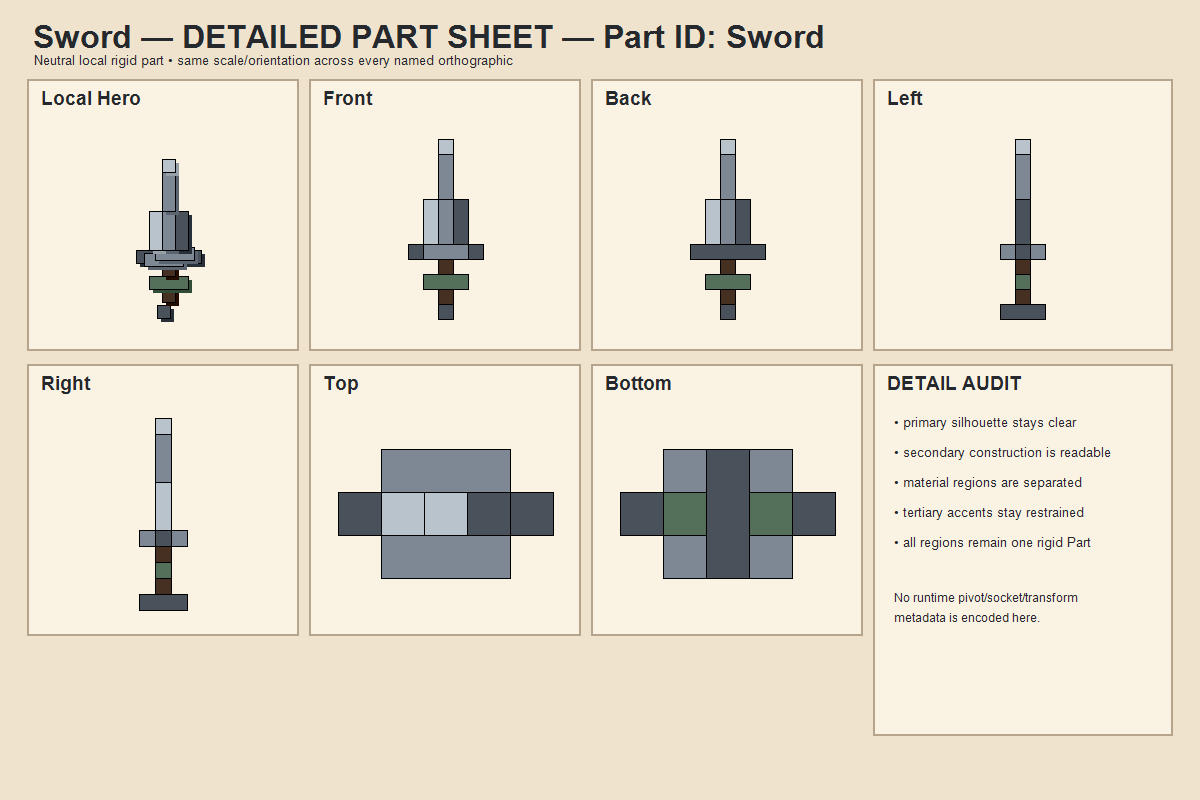 Sword — DETAILED PART SHEET — Part ID: Sword
Neutral local rigid part • same scale/orientation across every named orthographic
Local Hero
Front
Back
Left
Right
Top
Bottom
DETAIL AUDIT
• primary silhouette stays clear
• secondary construction is readable
• material regions are separated
• tertiary accents stay restrained
• all regions remain one rigid Part
No runtime pivot/socket/transform
metadata is encoded here.